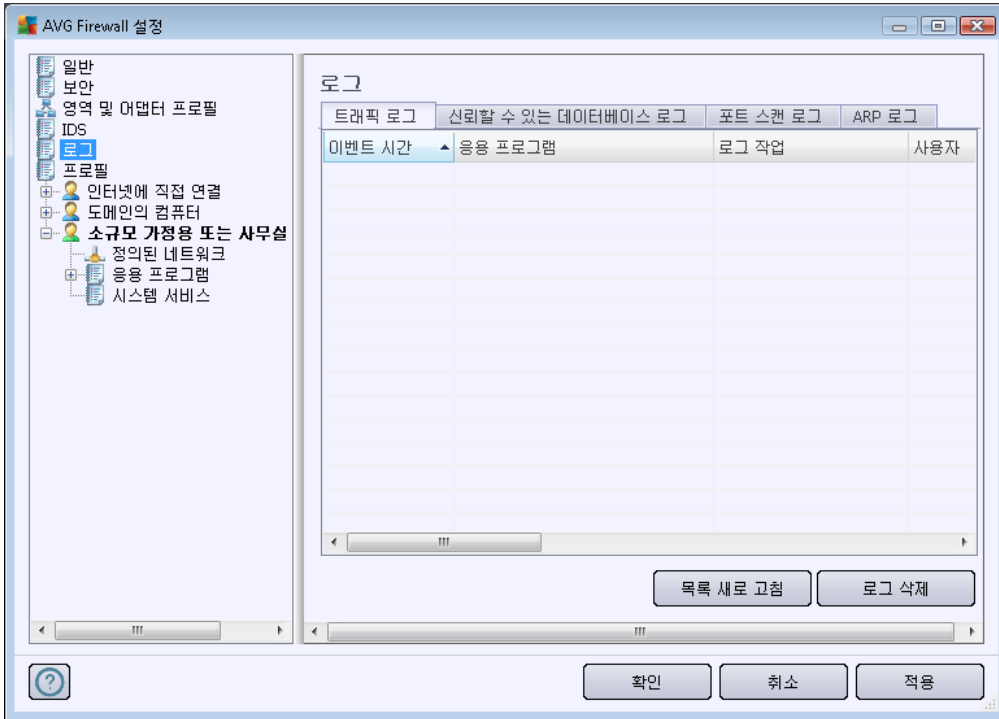 AVG Firewall 설정
일반
보안
영역 및 어댑터 프로필
IDS
로그
프로필
인터넷에 직접 연결
도메인의 컴퓨터
소규모 가정용 또는 사무실
정의된 네트워크
응용 프로그램
시스템 서비스
로그
트래픽 로그 신뢰할 수 있는 데이터베이스 로그 포트 스캔 로그 ARP 로그
이벤트 시간 응용 프로그램 로그 작업 사용자
목록 새로 고침 로그 삭제
확인 취소 적용